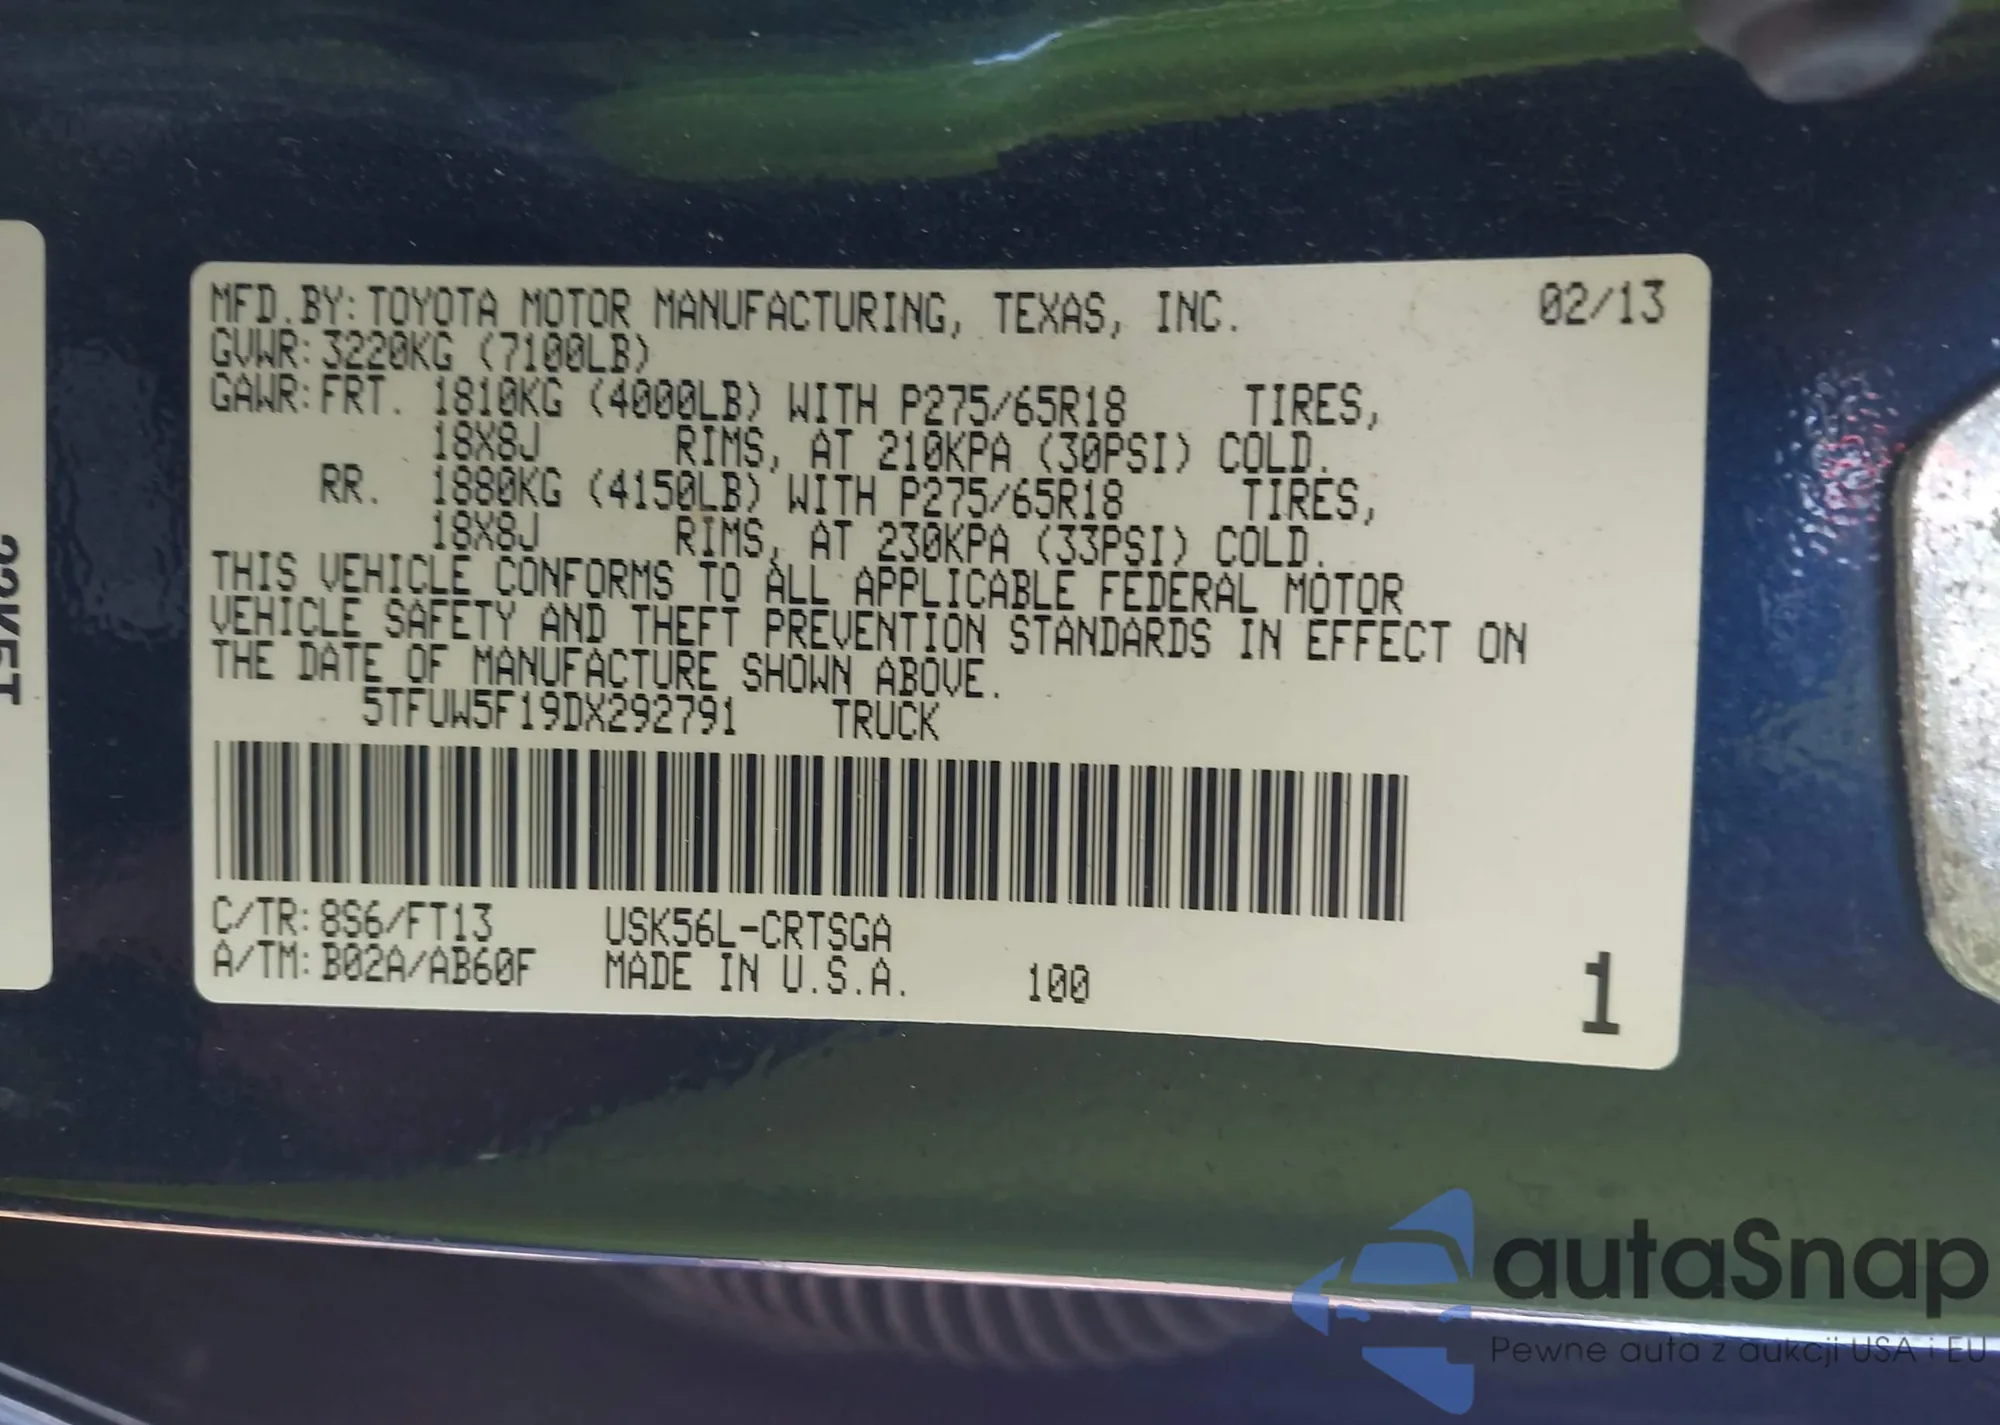 MFD.BY: TOYOTA MOTOR MANUFACTURING, TEXAS, INC. 02/13
GVWR: 3220KG (7100LB)
GAWR: FRT. 1810KG (4000LB) WITH P275/65R18 TIRES,
18X8J RIMS, AT 210KPA (30PSI) COLD.
RR. 1880KG (4150LB) WITH P275/65R18 TIRES,
18X8J RIMS, AT 230KPA (33PSI) COLD.
THIS VEHICLE CONFORMS TO ALL APPLICABLE FEDERAL MOTOR
VEHICLE SAFETY AND THEFT PREVENTION STANDARDS IN EFFECT ON
THE DATE OF MANUFACTURE SHOWN ABOVE.
5TFUW5F19DX292791 TRUCK
C/TR: 8S6/FT13 USK56L-CRTSGA
A/TM: B02A/AB60F MADE IN U.S.A. 100 1
autaSnap
Pewne auta z aukcji USA i EU